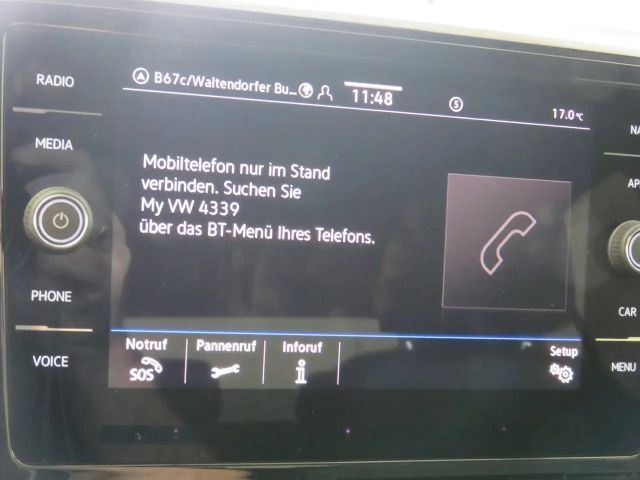 RADIO
MEDIA
PHONE
VOICE
B67c/Waltendorfer Bu...
11:48
S
17.0°C
Mobiltelefon nur im Stand
verbinden. Suchen Sie
My VW 4339
über das BT-Menü Ihres Telefons.
Notruf
SOS
Pannenruf
Inforuf
i
Setup
CAR
MENU